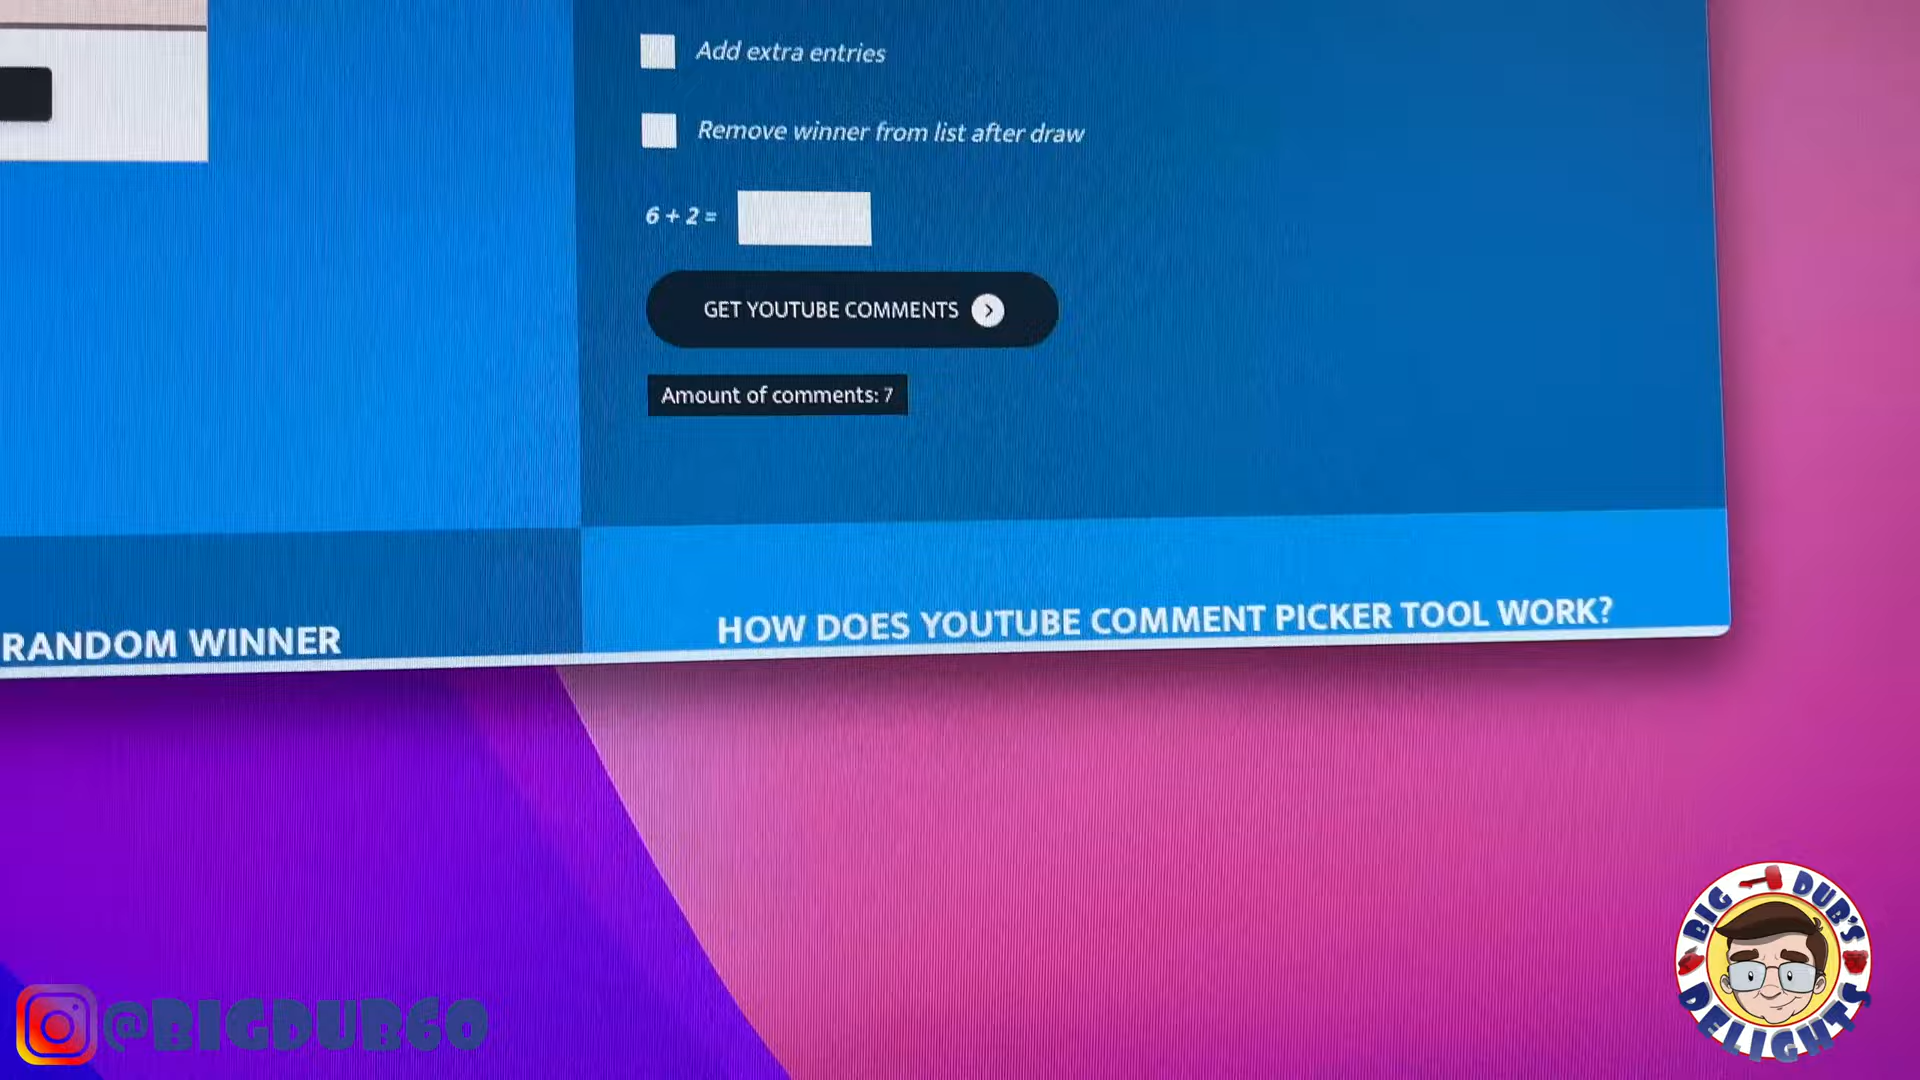 Add extra entries
Remove winner from list after draw
6 + 2 =
GET YOUTUBE COMMENTS
Amount of comments: 7
RANDOM WINNER
HOW DOES YOUTUBE COMMENT PICKER TOOL WORK?
@BIGDUB60
BIG DUB'S
DELIGHTS